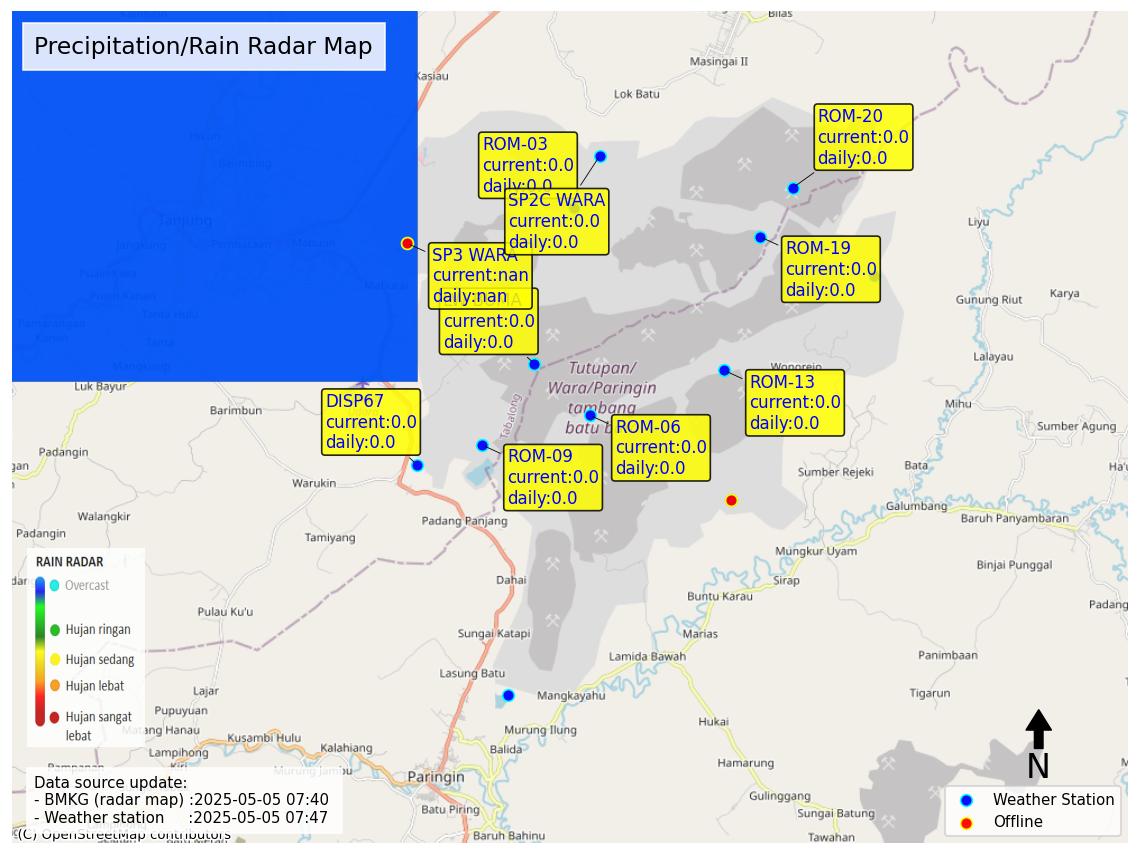 Precipitation/Rain Radar Map
Bilas
Masingai II
Kasiau
Lok Batu
ROM-20
current:0.0
daily:0.0
ROM-03
current:0.0
daily:0.0
SP2C WARA
current:0.0
daily:0.0
Tanjung
Liyu
SP3 WARA
current:nan
daily:nan
ROM-19
current:0.0
daily:0.0
Mabuun
Maburai
Karya
Gunung Riut
current:0.0
daily:0.0
Lalayau
Wonorejo
Tutupan/
Wara/Paringin
tambang
batu b
Luk Bayur
Tabalong
DISP67
current:0.0
daily:0.0
ROM-13
current:0.0
daily:0.0
Barimbun
Mihu
ROM-06
current:0.0
daily:0.0
Sumber Agung
Padangin
ROM-09
current:0.0
daily:0.0
Bata
Ha'u
Sumber Rejeki
Warukin
Galumbang
Baruh Panyambaran
Walangkir
Padang Panjang
Padangin
Tamiyang
Mungkur Uyam
Binjai Punggal
RAIN RADAR
Overcast
Hujan ringan
Hujan sedang
Hujan lebat
Hujan sangat
lebat
Dahai
Sirap
Buntu Karau
Padang
Pulau Ku'u
Sungai Katapi
Marias
Lamida Bawah
Panimbaan
Lasung Batu
Lajar
Mangkayahu
Tigarun
Pupuyuan
Matang Hanau
Hukai
Murung Ilung
Kusambi Hulu
Kalahiang
Balida
Lampihong
Hamarung
N
Murung Jambu
Paringin
Data source update:
- BMKG (radar map) :2025-05-05 07:40
- Weather station :2025-05-05 07:47
Gulinggang
Weather Station
Offline
Batu Piring
Sungai Batung
Baruh Bahinu
Tawahan
(C) OpenStreetMap contributors